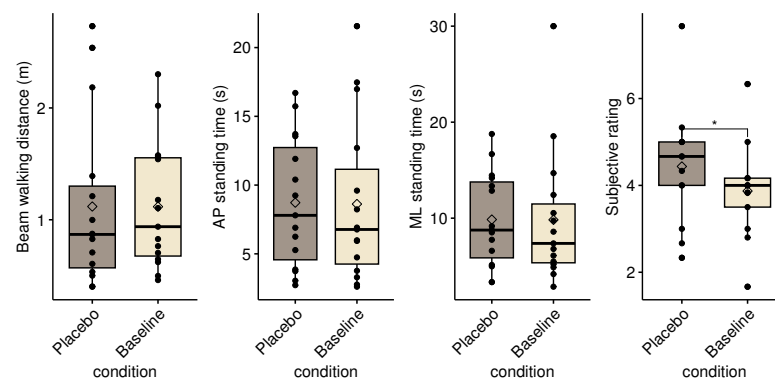 Beam walking distance (m)
2
1
Placebo
Baseline
condition
AP standing time (s)
20
15
10
5
Placebo
Baseline
condition
ML standing time (s)
30
20
10
Placebo
Baseline
condition
Subjective rating
6
4
2
*
Placebo
Baseline
condition